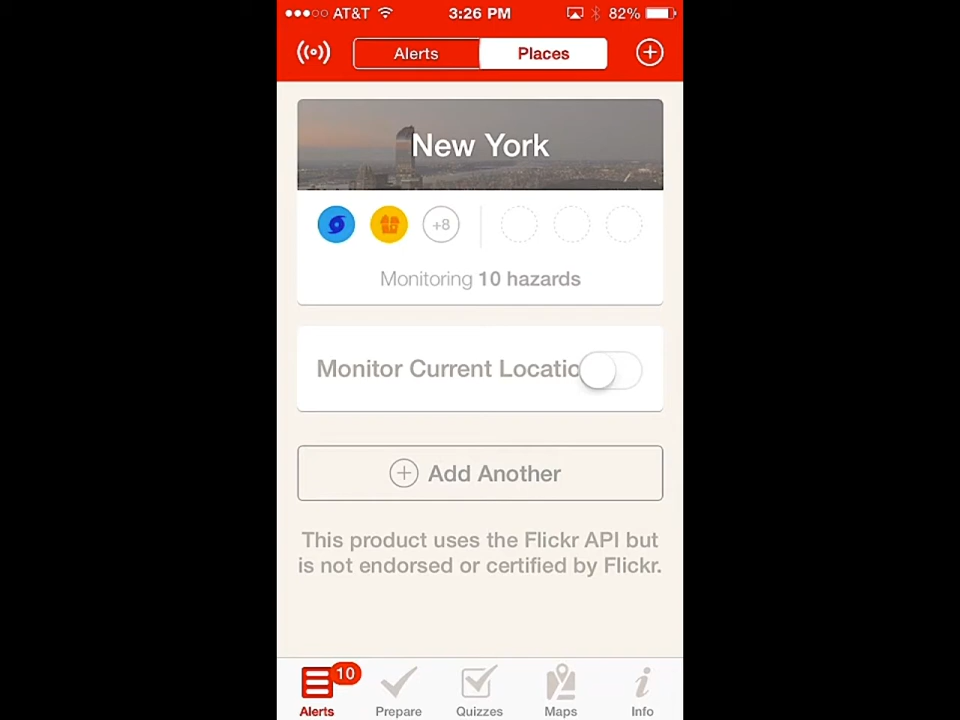 AT&T 3:26 PM 82%
Alerts Places
New York
+8
Monitoring 10 hazards
Monitor Current Locatio
Add Another
This product uses the Flickr API but
is not endorsed or certified by Flickr.
10
Alerts Prepare Quizzes Maps Info